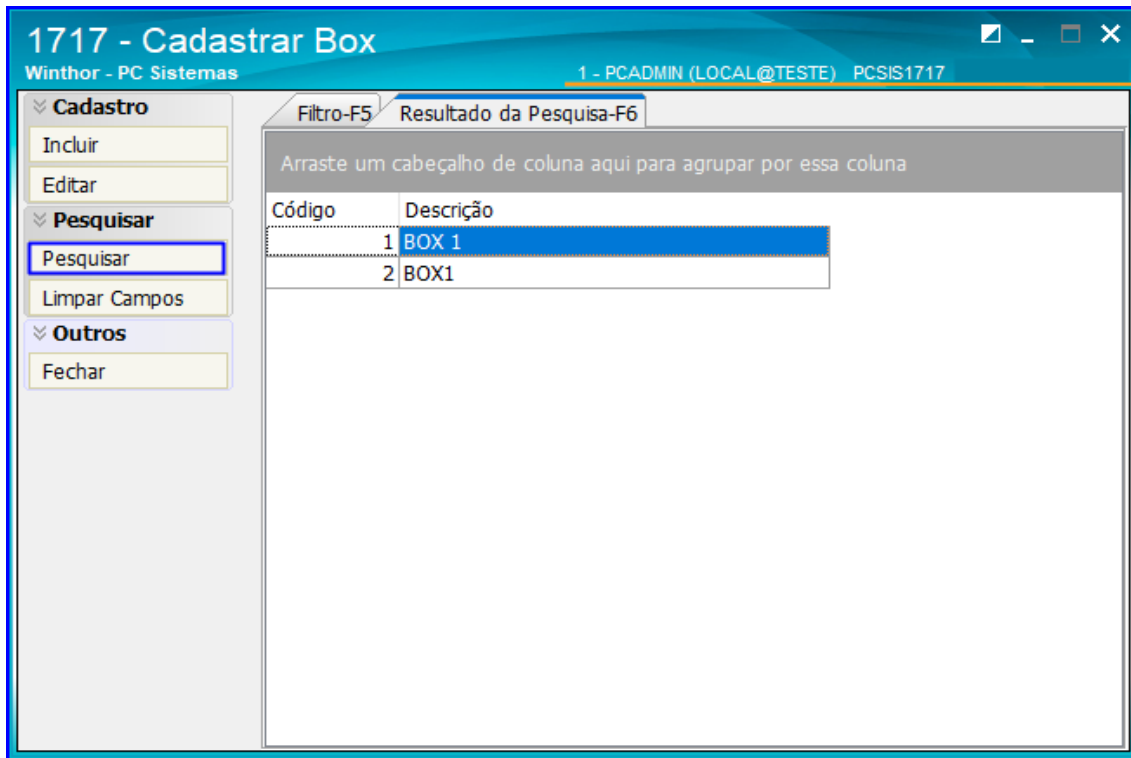 1717 - Cadastrar Box
Winthor - PC Sistemas
1 - PCADMIN (LOCAL@TESTE) PCSIS1717
Cadastro
Incluir
Editar
Pesquisar
Pesquisar
Limpar Campos
Outros
Fechar
Filtro-F5 Resultado da Pesquisa-F6
Arraste um cabeçalho de coluna aqui para agrupar por essa coluna
Código Descrição
1 BOX 1
2 BOX1